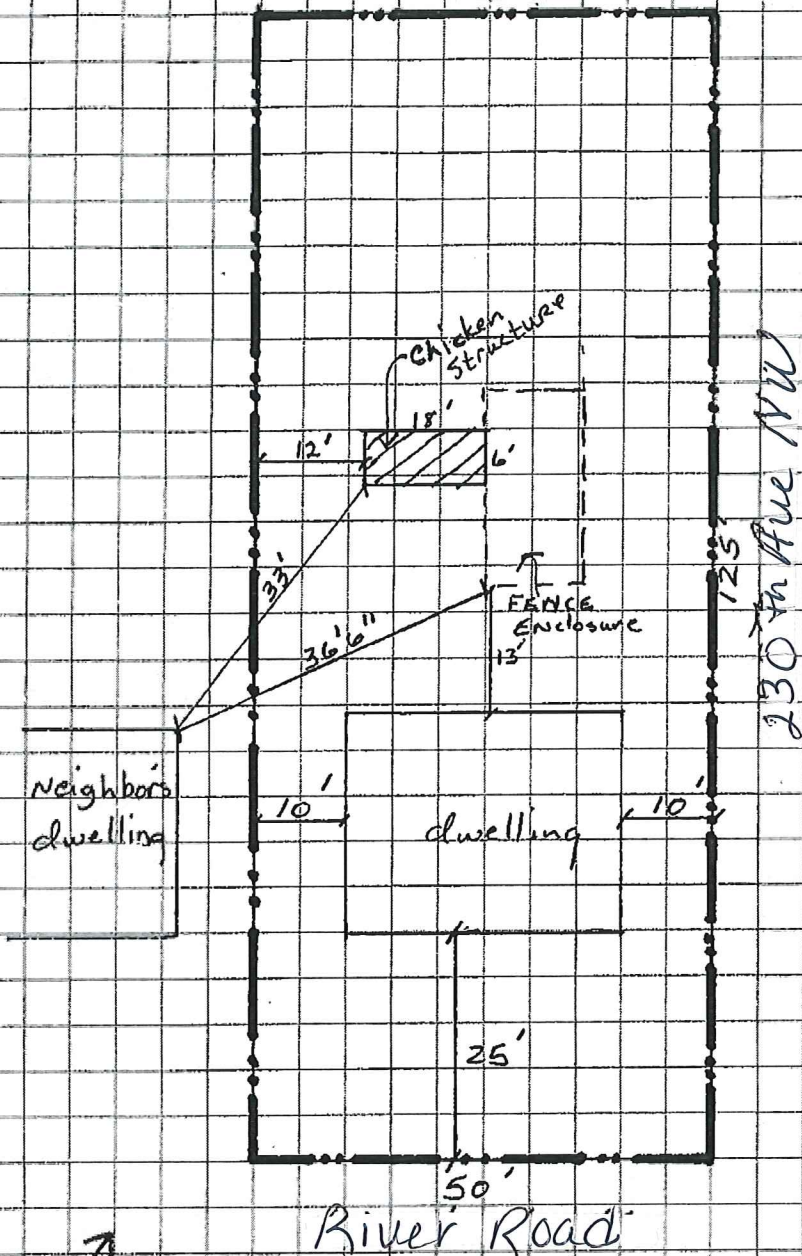 Chicken
Structure
18'
12'
6'
33'
FENCE
Enclosure
36'6"
13'
125'
230th Ave NW
Neighbors
dwelling
10'
dwelling
10'
25'
50'
River Road